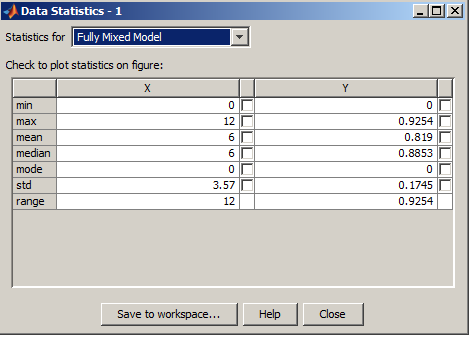 Data Statistics - 1
Statistics for Fully Mixed Model
Check to plot statistics on figure:
X Y
min 0 0
max 12 0.9254
mean 6 0.819
median 6 0.8853
mode 0 0
std 3.57 0.1745
range 12 0.9254
Save to workspace... Help Close